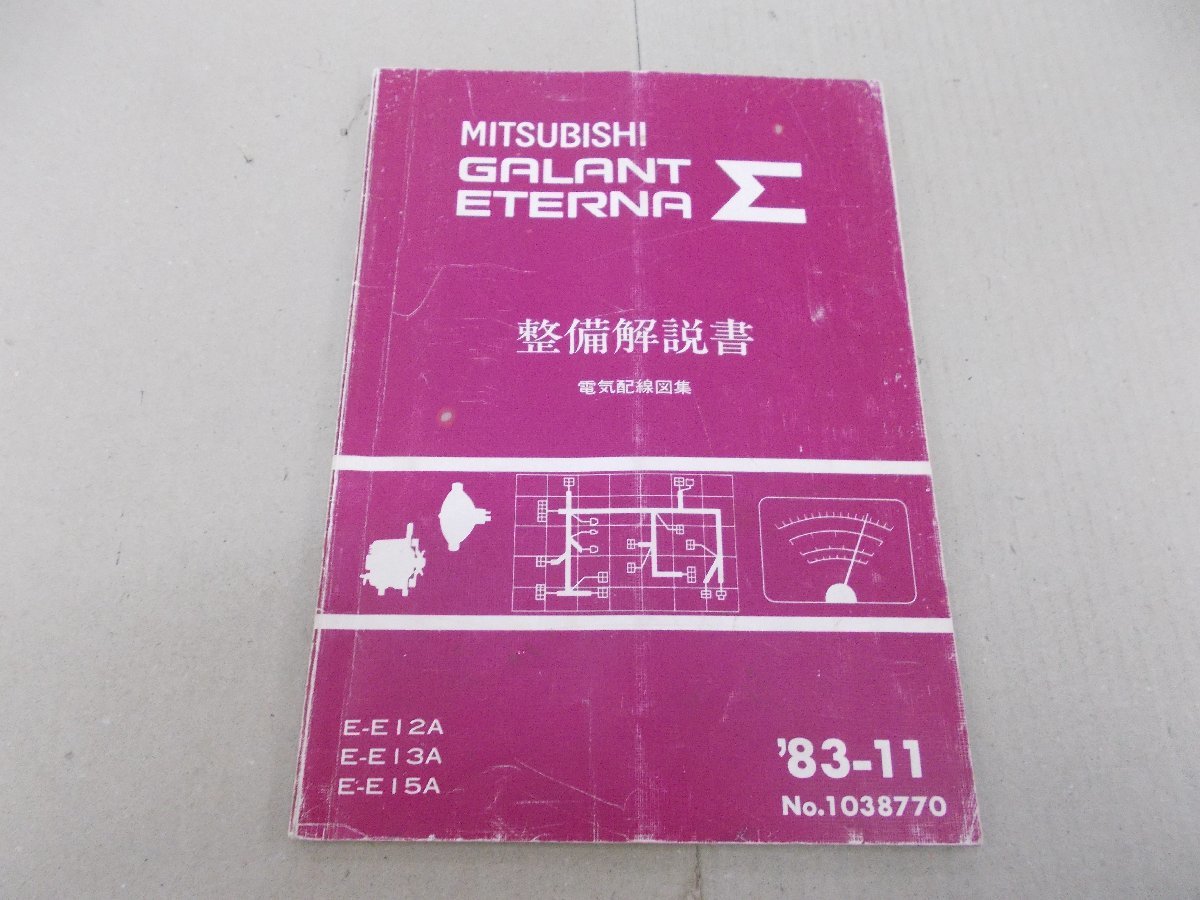 MITSUBISHI
GALANT
ETERNA Σ
整備解説書
電気配線図集
E-E12A
E-E13A
E-E15A
'83-11
No.1038770